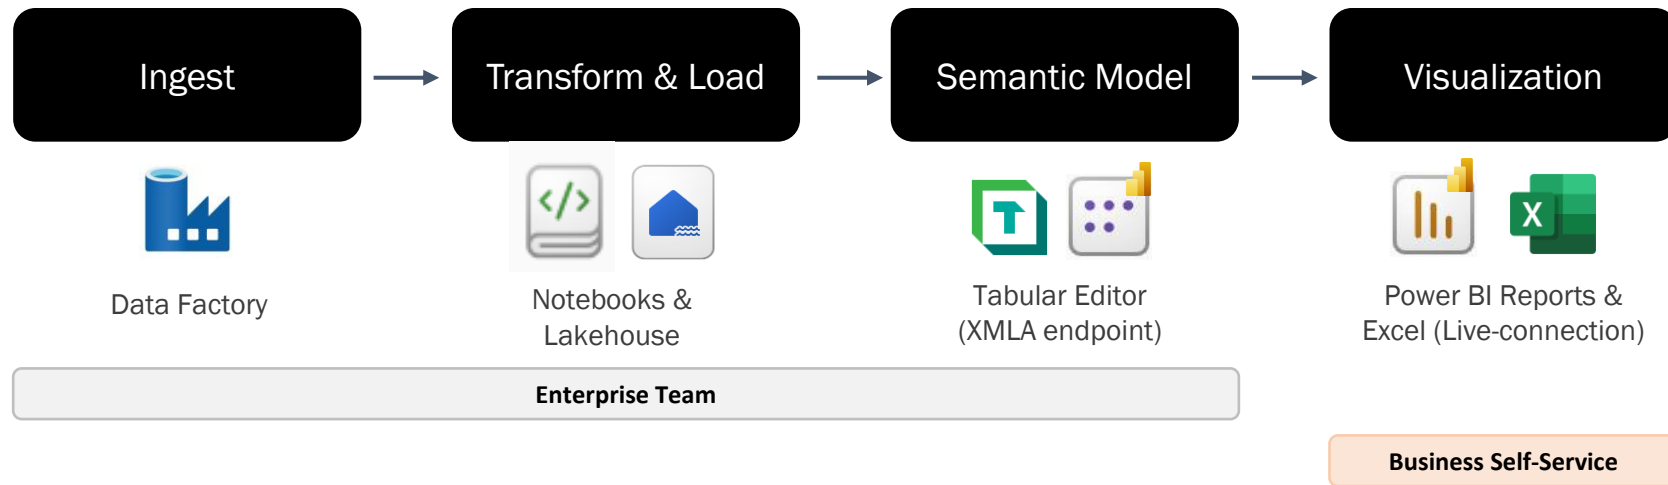 Ingest
Transform & Load
Semantic Model
Visualization
</>
T
X
Data Factory
Notebooks &
Lakehouse
Tabular Editor
(XMLA endpoint)
Power BI Reports &
Excel (Live-connection)
Enterprise Team
Business Self-Service